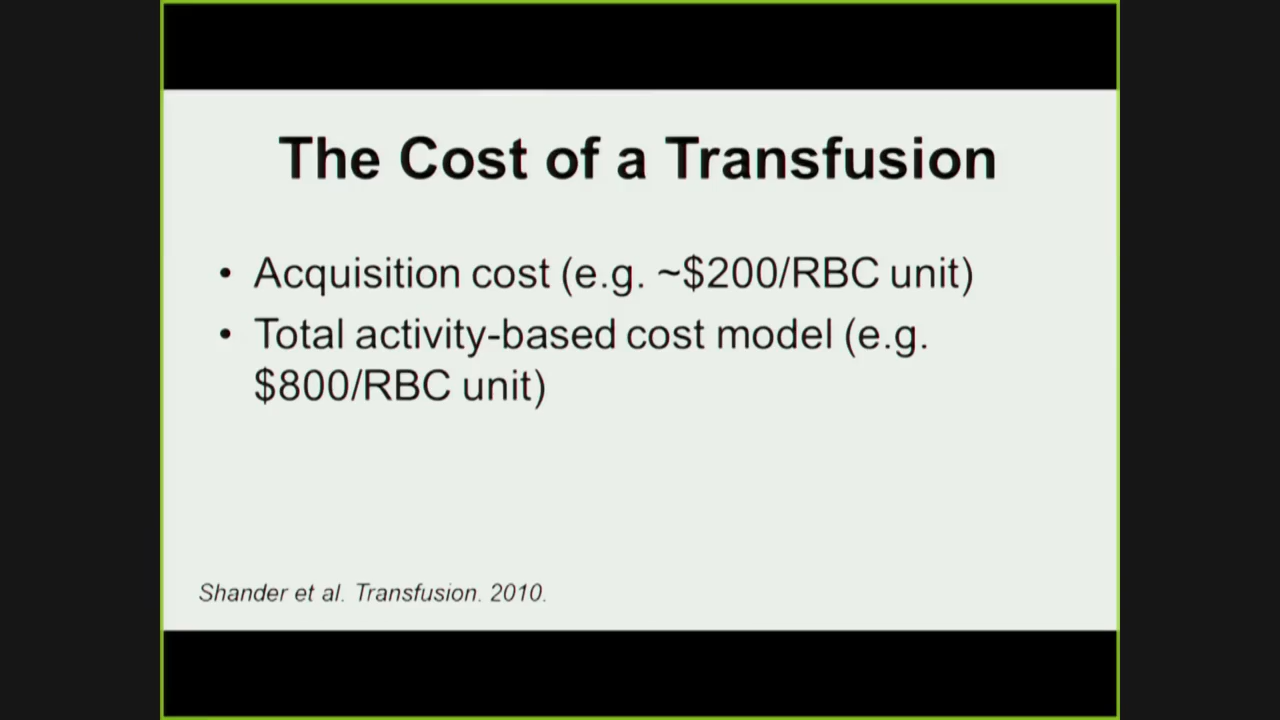 The Cost of a Transfusion
• Acquisition cost (e.g. ~$200/RBC unit)
• Total activity-based cost model (e.g.
$800/RBC unit)
Shander et al. Transfusion. 2010.